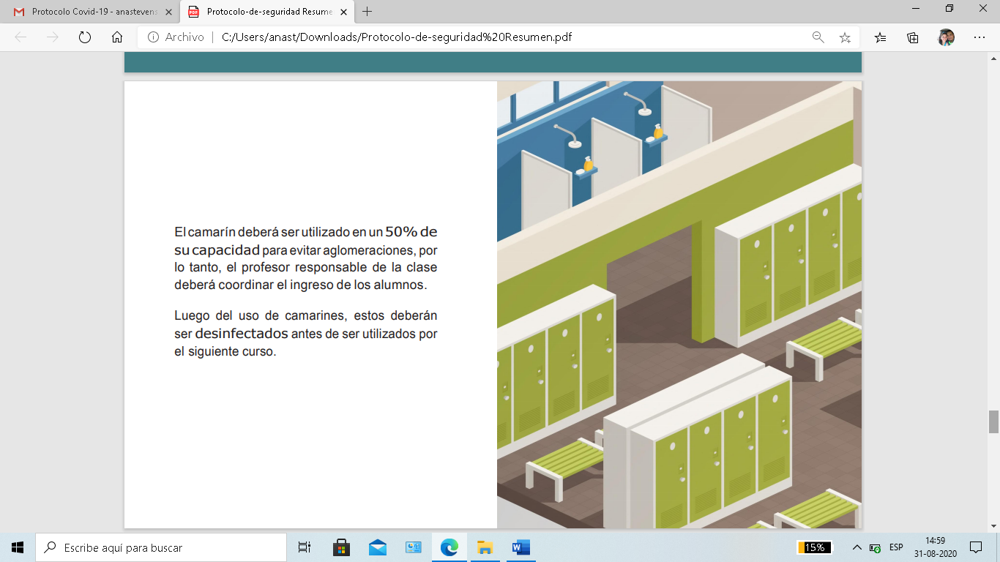 Protocolo Covid-19 - anastevens
Protocolo-de-seguridad Resume
Archivo
C:/Users/anast/Downloads/Protocolo-de-seguridad%20Resumen.pdf
El camarín deberá ser utilizado en un 50% de
su capacidad para evitar aglomeraciones, por
lo tanto, el profesor responsable de la clase
deberá coordinar el ingreso de los alumnos.
Luego del uso de camarines, estos deberán
ser desinfectados antes de ser utilizados por
el siguiente curso.
Escribe aquí para buscar
15%
ESP
14:59
31-08-2020